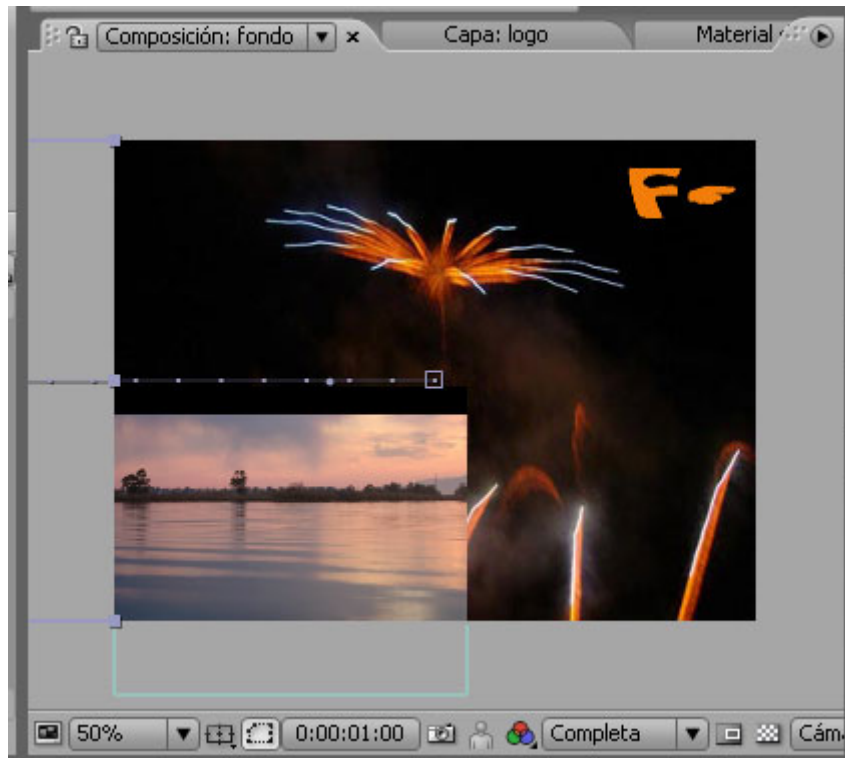 Composición: fondo
Capa: logo
Material
F-
50%
0:00:01:00
Completa
Cám